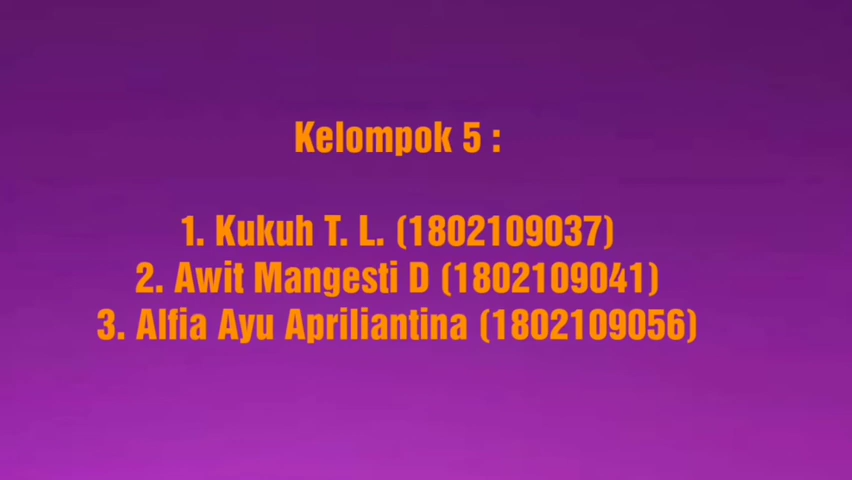 Kelompok 5 :
1. Kukuh T. L. (1802109037)
2. Awit Mangesti D (1802109041)
3. Alfia Ayu Apriliantina (1802109056)